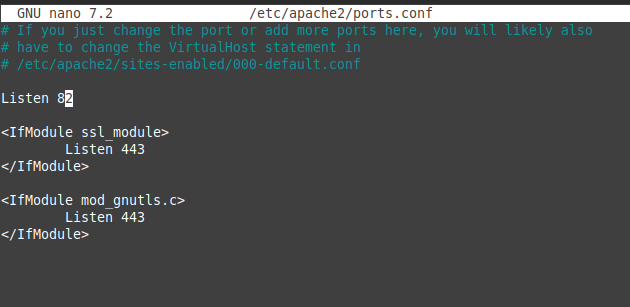 GNU nano 7.2 /etc/apache2/ports.conf
# If you just change the port or add more ports here, you will likely also
# have to change the VirtualHost statement in
# /etc/apache2/sites-enabled/000-default.conf
Listen 82
<IfModule ssl_module>
Listen 443
</IfModule>
<IfModule mod_gnutls.c>
Listen 443
</IfModule>